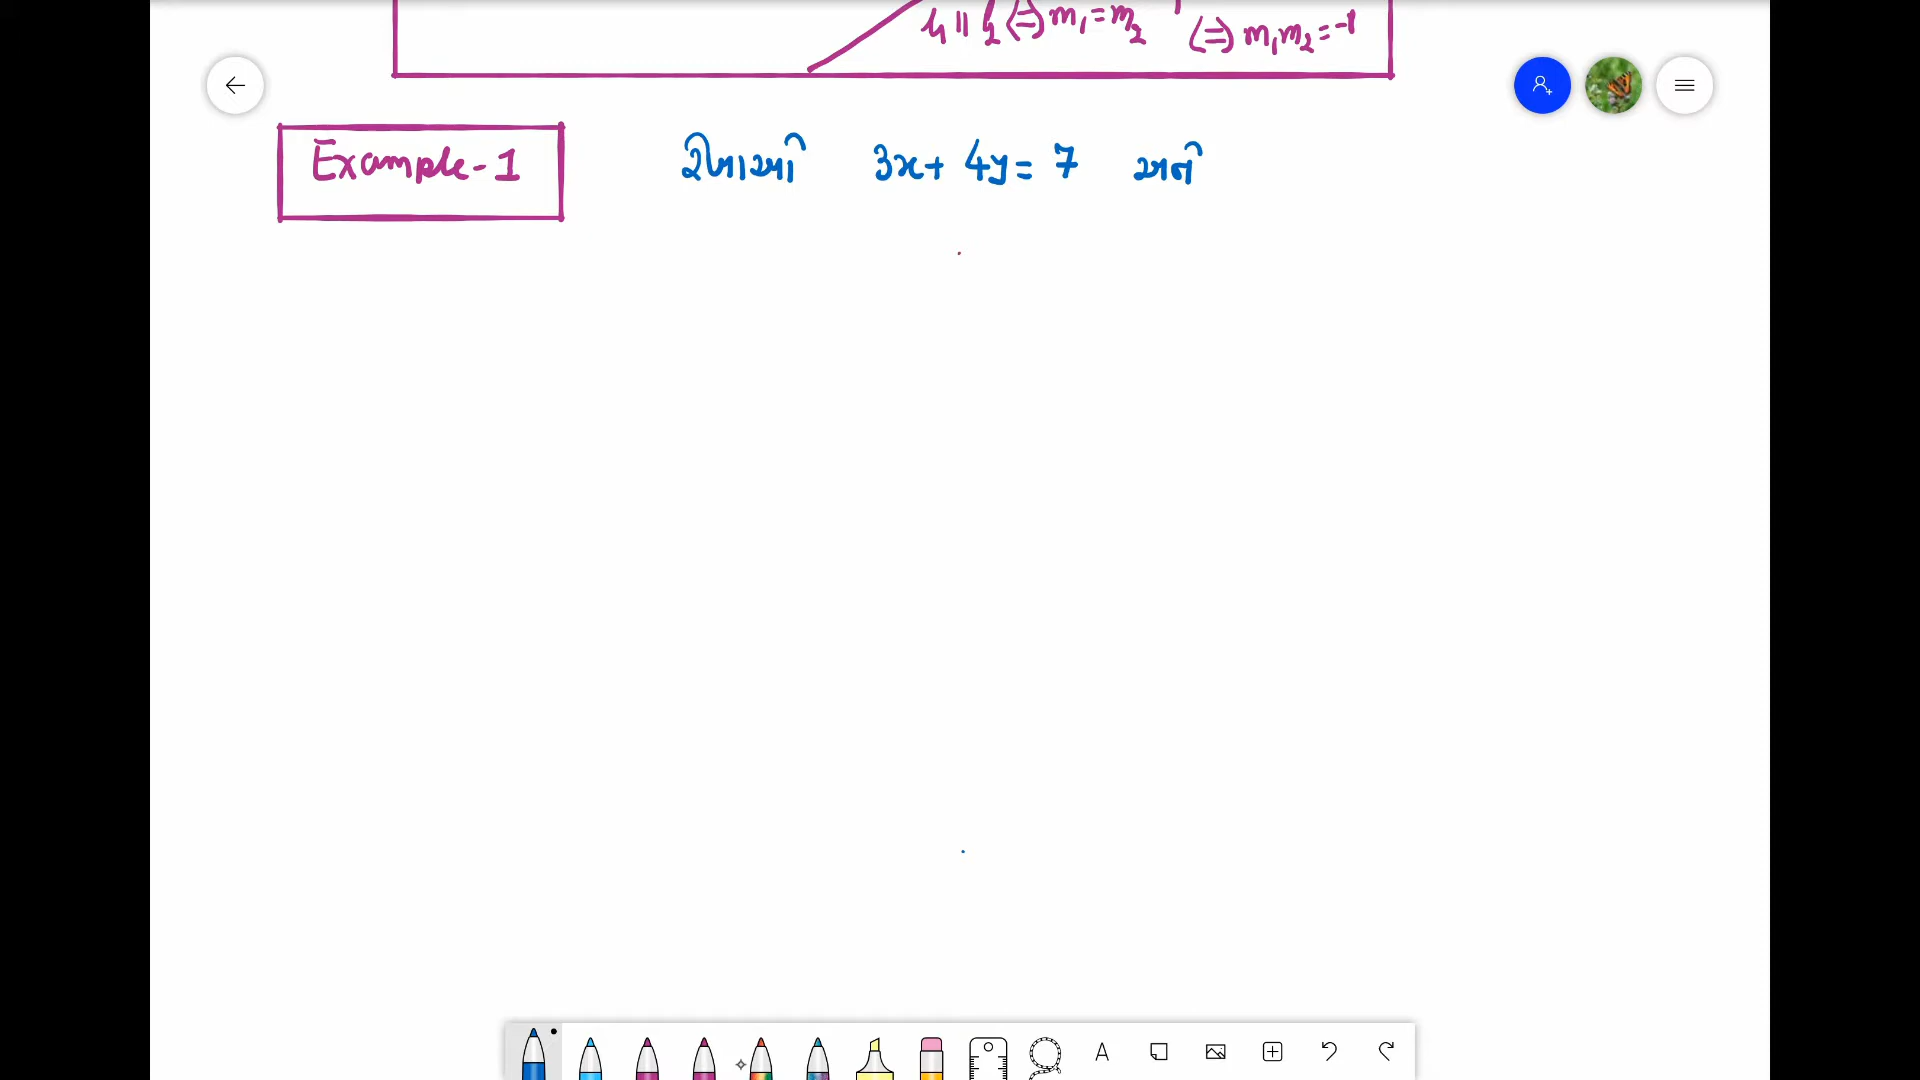 l₁ ∥ l₂ ⇔ m₁ = m₂ ⇔ m₁m₂ = -1
Example-1 રેખાઓ 3x + 4y = 7 અને
A